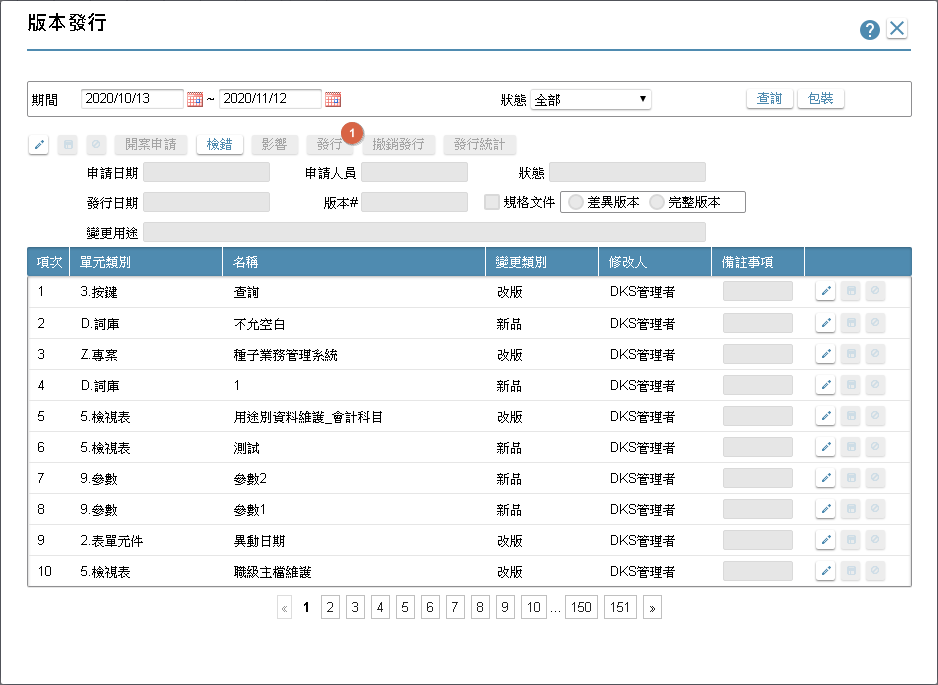 版本發行
?
期間 2020/10/13 ~ 2020/11/12 狀態 全部 查詢 包裝
1
開案申請 檢錯 影響 發行 撤銷發行 發行統計
申請日期 申請人員 狀態
發行日期 版本# 規格文件 差異版本 完整版本
變更用途
項次 單元類別 名稱 變更類別 修改人 備註事項
1 3.按鍵 查詢 改版 DKS管理者
2 D.詞庫 不允空白 新品 DKS管理者
3 Z.專案 種子業務管理系統 改版 DKS管理者
4 D.詞庫 1 新品 DKS管理者
5 5.檢視表 用途別資料維護_會計科目 改版 DKS管理者
6 5.檢視表 測試 新品 DKS管理者
7 9.參數 參數2 新品 DKS管理者
8 9.參數 參數1 新品 DKS管理者
9 2.表單元件 異動日期 改版 DKS管理者
10 5.檢視表 職級主檔維護 改版 DKS管理者
« 1 2 3 4 5 6 7 8 9 10 ... 150 151 »